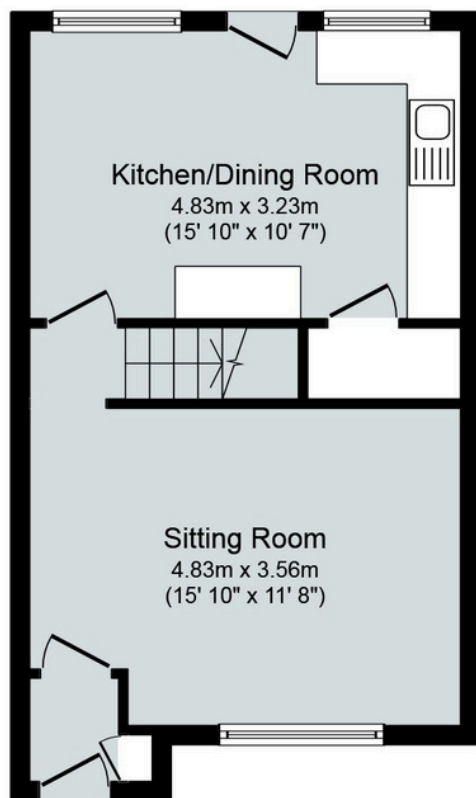 Kitchen/Dining Room
4.83m x 3.23m
(15' 10" x 10' 7")
Sitting Room
4.83m x 3.56m
(15' 10" x 11' 8")